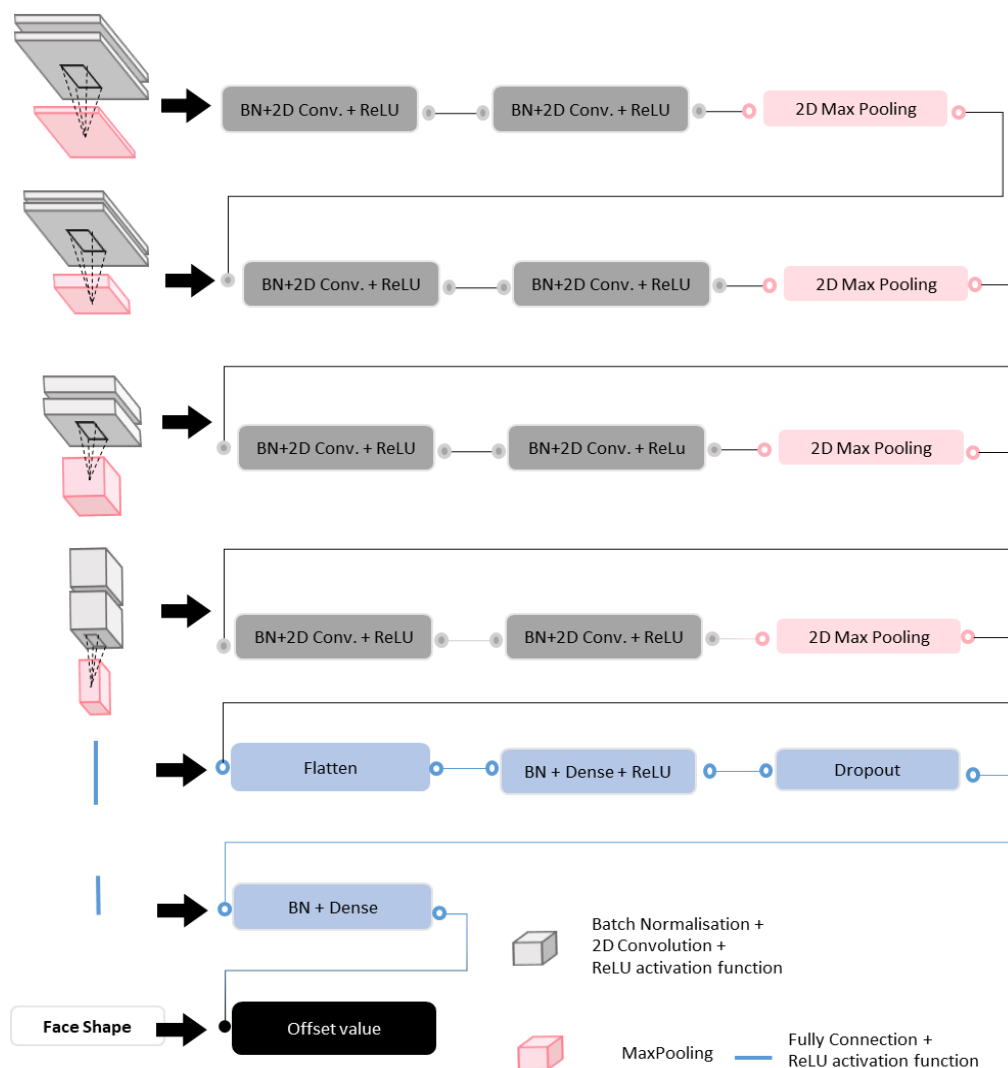 BN+2D Conv. + ReLU
BN+2D Conv. + ReLU
2D Max Pooling
BN+2D Conv. + ReLU
BN+2D Conv. + ReLU
2D Max Pooling
BN+2D Conv. + ReLU
BN+2D Conv. + ReLu
2D Max Pooling
BN+2D Conv. + ReLU
BN+2D Conv. + ReLU
2D Max Pooling
Flatten
BN + Dense + ReLU
Dropout
BN + Dense
Batch Normalisation +
2D Convolution +
ReLU activation function
Face Shape
Offset value
MaxPooling
Fully Connection +
ReLU activation function